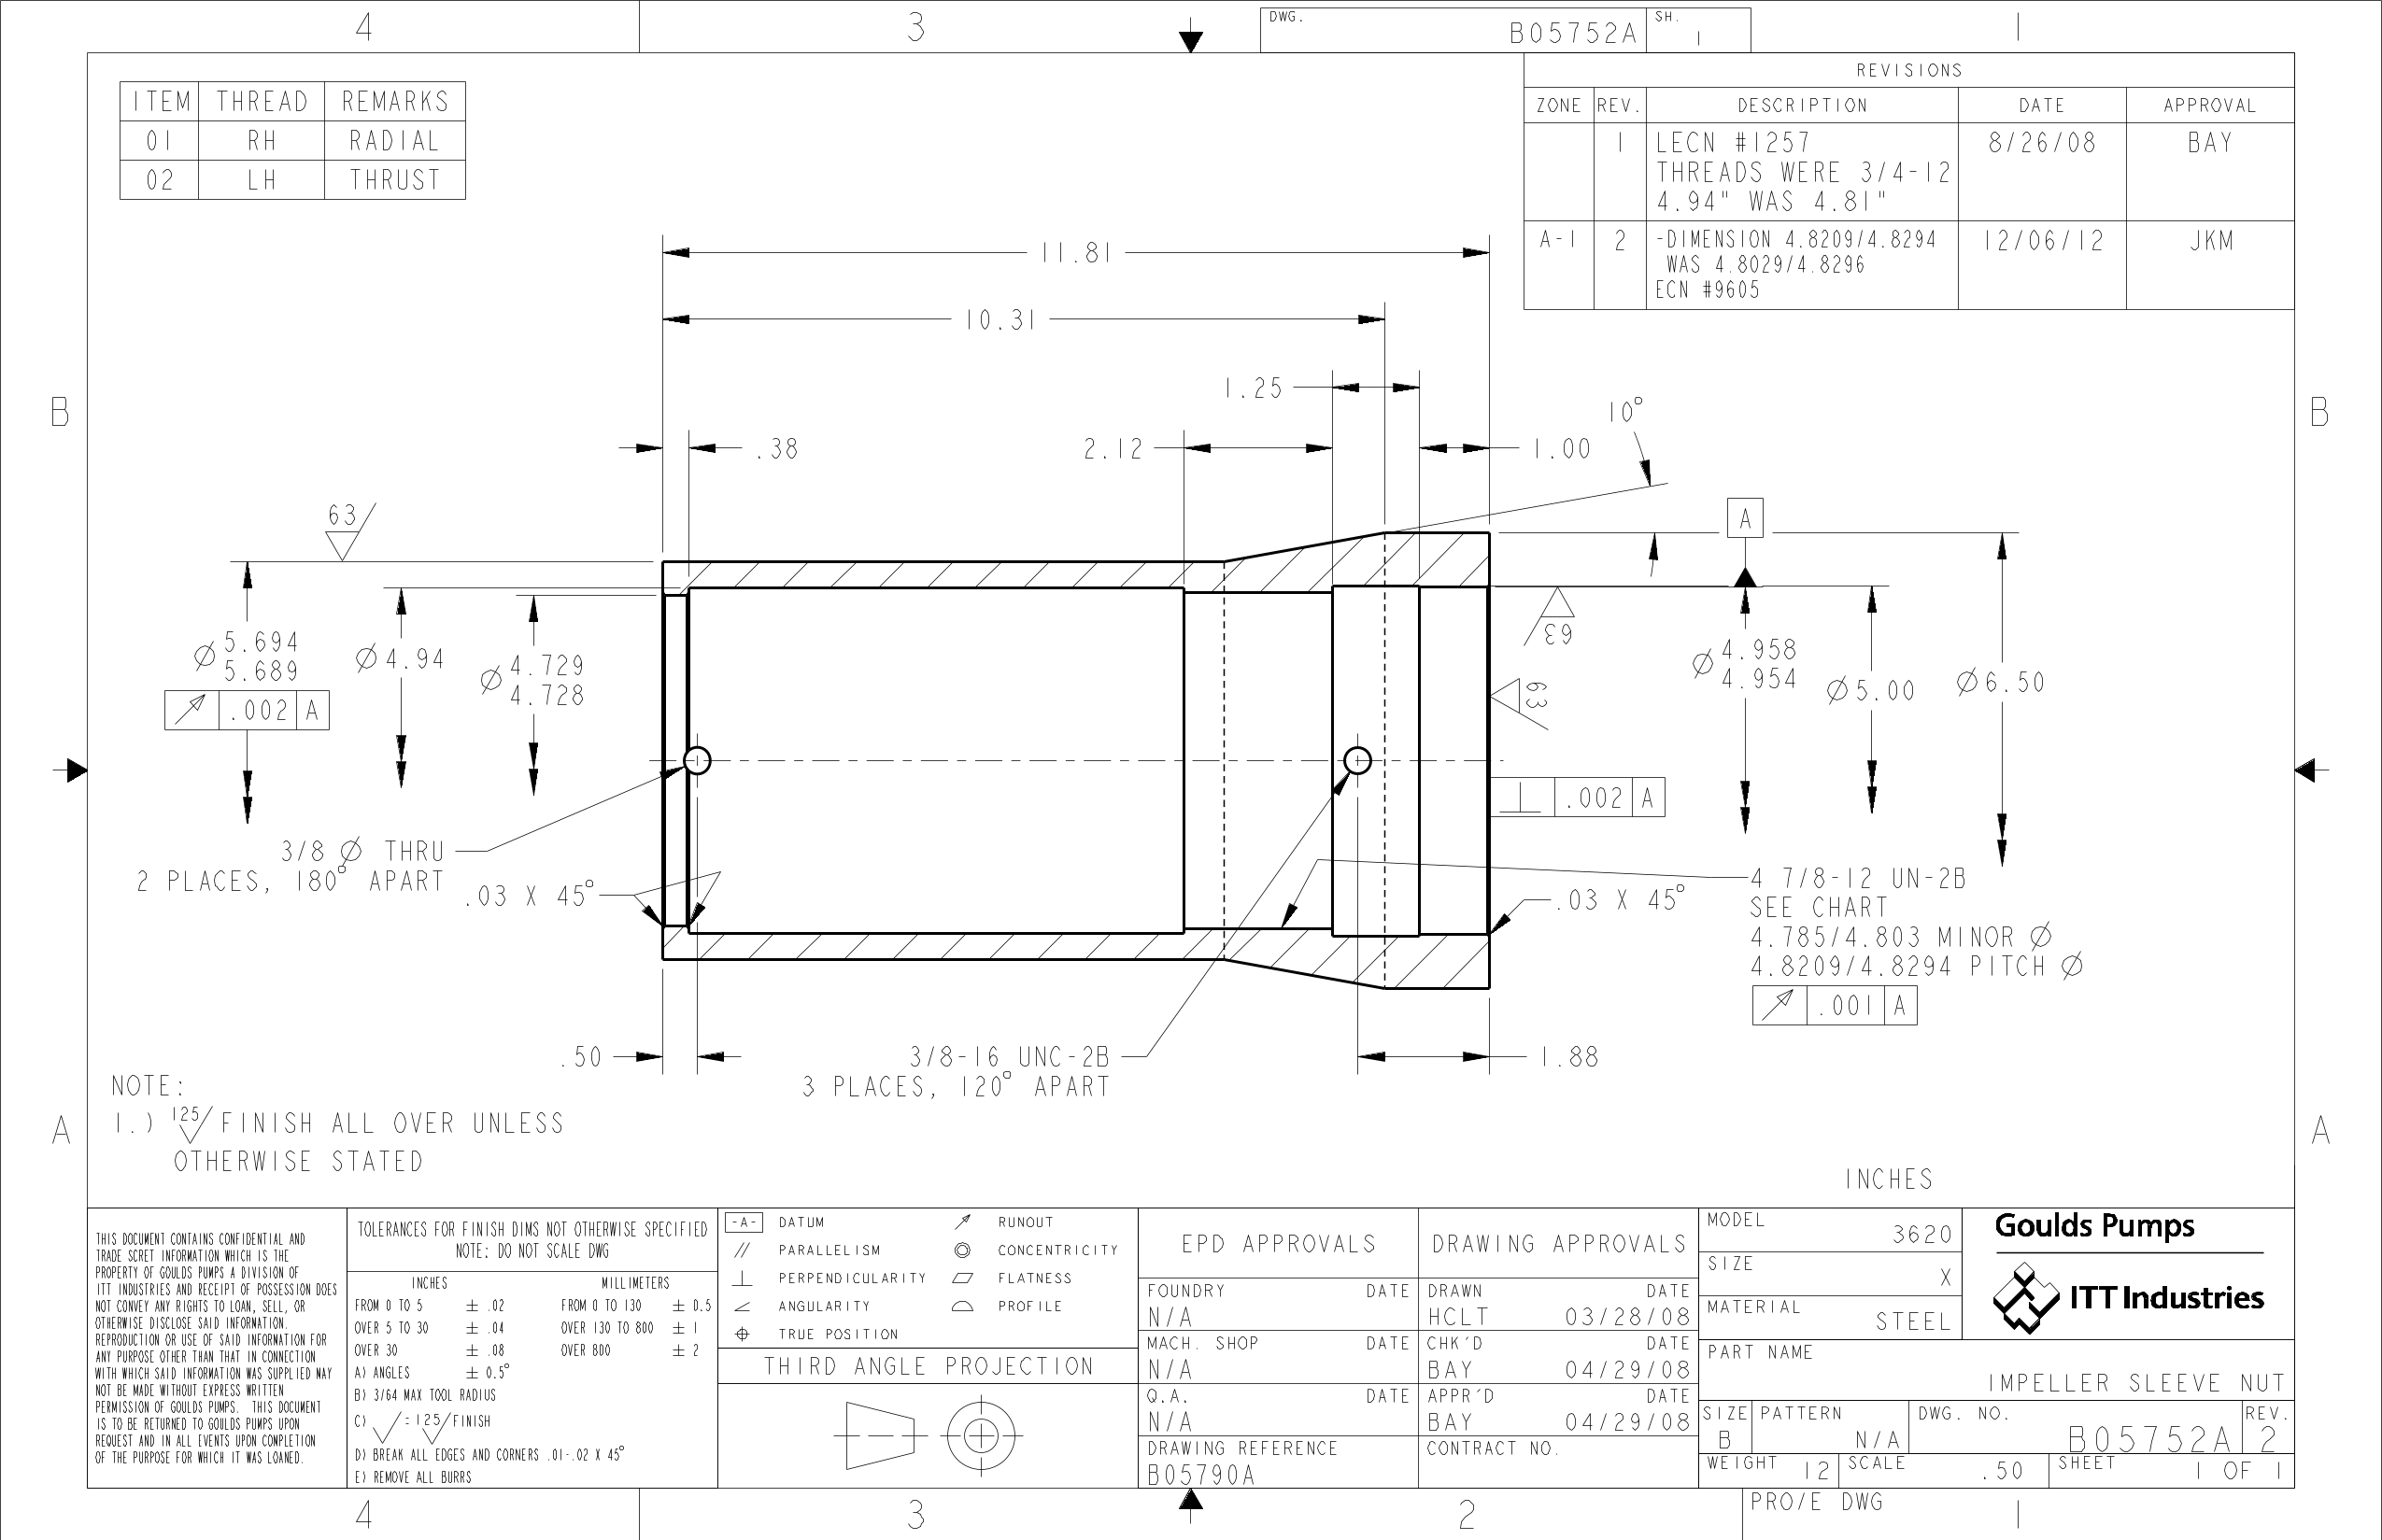 4
3
DWG.
B05752A
SH.
1
1
ITEM THREAD REMARKS
01 RH RADIAL
02 LH THRUST
REVISIONS
ZONE REV. DESCRIPTION DATE APPROVAL
1 LECN #1257 8/26/08 BAY
THREADS WERE 3/4-12
4.94" WAS 4.81"
A-1 2 -DIMENSION 4.8209/4.8294 12/06/12 JKM
WAS 4.8029/4.8296
ECN #9605
11.81
10.31
1.25
10°
B
B
.38
2.12
1.00
63
A
63
63
Ø 5.694
5.689
.002 A
Ø4.94
Ø 4.729
4.728
Ø 4.958
4.954
Ø5.00
Ø6.50
.002 A
3/8 Ø THRU
2 PLACES, 180° APART
.03 X 45°
.03 X 45°
4 7/8-12 UN-2B
SEE CHART
4.785/4.803 MINOR Ø
4.8209/4.8294 PITCH Ø
.001 A
.50
3/8-16 UNC-2B
3 PLACES, 120° APART
1.88
NOTE:
1.) 125 FINISH ALL OVER UNLESS
OTHERWISE STATED
A
A
INCHES
THIS DOCUMENT CONTAINS CONFIDENTIAL AND
TRADE SCRET INFORMATION WHICH IS THE
PROPERTY OF GOULDS PUMPS A DIVISION OF
ITT INDUSTRIES AND RECEIPT OF POSSESSION DOES
NOT CONVEY ANY RIGHTS TO LOAN, SELL, OR
OTHERWISE DISCLOSE SAID INFORMATION.
REPRODUCTION OR USE OF SAID INFORMATION FOR
ANY PURPOSE OTHER THAN THAT IN CONNECTION
WITH WHICH SAID INFORMATION WAS SUPPLIED MAY
NOT BE MADE WITHOUT EXPRESS WRITTEN
PERMISSION OF GOULDS PUMPS. THIS DOCUMENT
IS TO BE RETURNED TO GOULDS PUMPS UPON
REQUEST AND IN ALL EVENTS UPON COMPLETION
OF THE PURPOSE FOR WHICH IT WAS LOANED.
TOLERANCES FOR FINISH DIMS NOT OTHERWISE SPECIFIED
NOTE: DO NOT SCALE DWG
INCHES MILLIMETERS
FROM 0 TO 5 ± .02 FROM 0 TO 130 ± 0.5
OVER 5 TO 30 ± .04 OVER 130 TO 800 ± 1
OVER 30 ± .08 OVER 800 ± 2
A) ANGLES ± 0.5°
B) 3/64 MAX TOOL RADIUS
C) = 125 FINISH
D) BREAK ALL EDGES AND CORNERS .01-.02 X 45°
E) REMOVE ALL BURRS
-A- DATUM RUNOUT
PARALLELISM CONCENTRICITY
PERPENDICULARITY FLATNESS
ANGULARITY PROFILE
TRUE POSITION
THIRD ANGLE PROJECTION
EPD APPROVALS
FOUNDRY DATE
N/A
MACH. SHOP DATE
N/A
Q.A. DATE
N/A
DRAWING REFERENCE
B05790A
DRAWING APPROVALS
DRAWN DATE
HCLT 03/28/08
CHK'D DATE
BAY 04/29/08
APPR'D DATE
BAY 04/29/08
CONTRACT NO.
MODEL
3620
SIZE
X
MATERIAL
STEEL
Goulds Pumps
ITT Industries
PART NAME
IMPELLER SLEEVE NUT
SIZE PATTERN DWG. NO. REV.
B N/A B05752A 2
WEIGHT 12 SCALE .50 SHEET 1 OF 1
4
3
2
PRO/E DWG
1